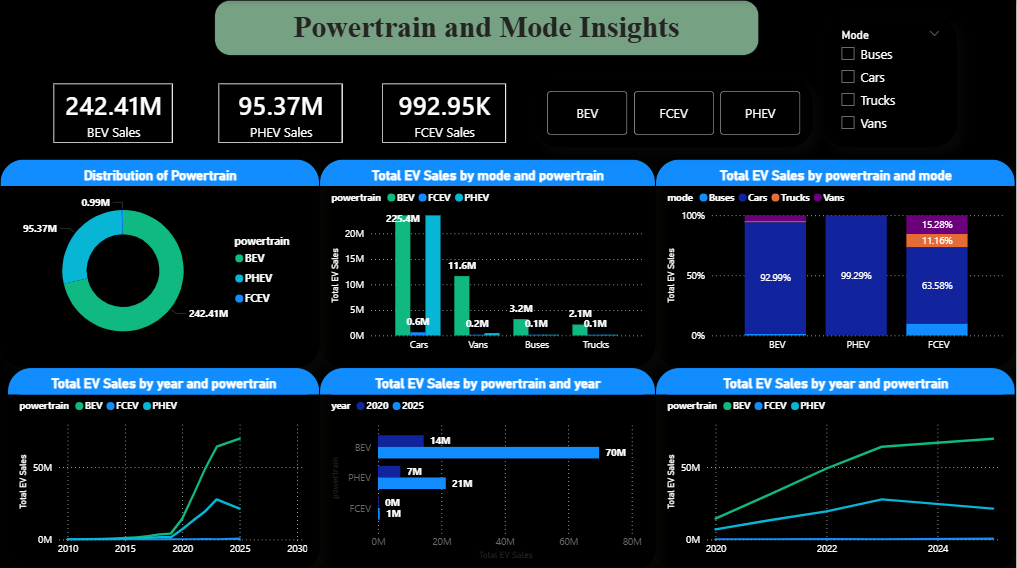 Powertrain and Mode Insights
Mode
Buses
Cars
Trucks
Vans
242.41M
BEV Sales
95.37M
PHEV Sales
992.95K
FCEV Sales
BEV
FCEV
PHEV
Distribution of Powertrain
0.99M
95.37M
242.41M
powertrain
BEV
PHEV
FCEV
Total EV Sales by mode and powertrain
powertrain BEV FCEV PHEV
Total EV Sales
20M
15M
10M
5M
0M
225.4M
0.6M
11.6M
0.2M
3.2M
0.1M
2.1M
0.1M
Cars Vans Buses Trucks
Total EV Sales by powertrain and mode
mode Buses Cars Trucks Vans
Total EV Sales
100%
50%
0%
92.99%
99.29%
15.28%
11.16%
63.58%
BEV PHEV FCEV
Total EV Sales by year and powertrain
powertrain BEV FCEV PHEV
Total EV Sales
50M
0M
2010 2015 2020 2025 2030
Total EV Sales by powertrain and year
year 2020 2025
powertrain
BEV
14M
70M
PHEV
7M
21M
FCEV
0M
1M
0M 20M 40M 60M 80M
Total EV Sales
Total EV Sales by year and powertrain
powertrain BEV FCEV PHEV
Total EV Sales
50M
0M
2020 2022 2024